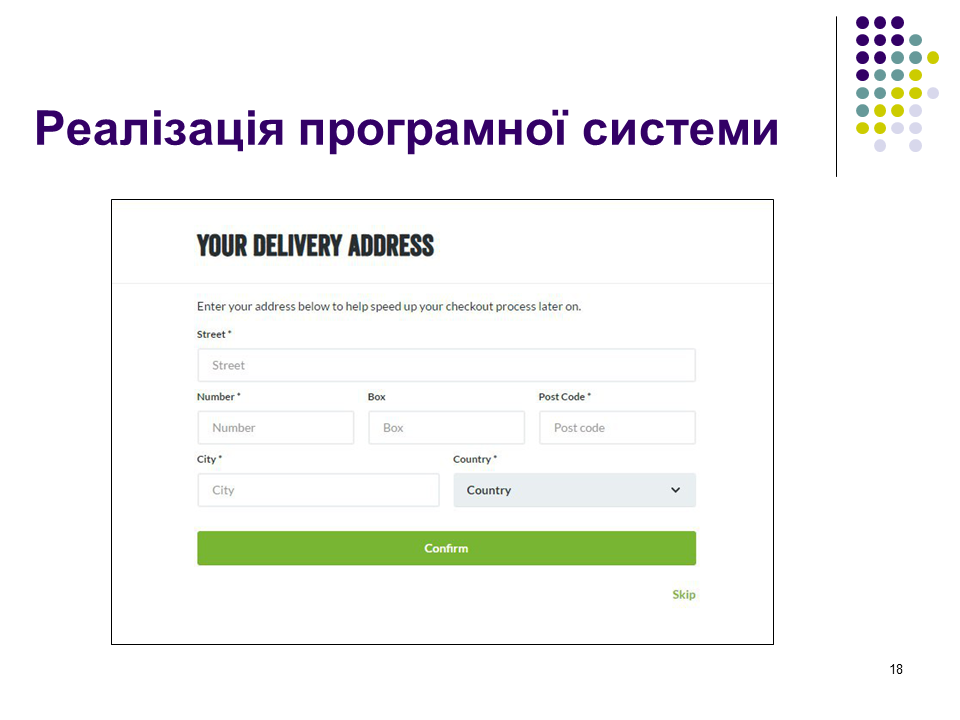 Реалізація програмної системи
YOUR DELIVERY ADDRESS
Enter your address below to help speed up your checkout process later on.
Street *
Street
Number * Box Post Code *
Number Box Post code
City * Country *
City Country
Confirm
Skip
18